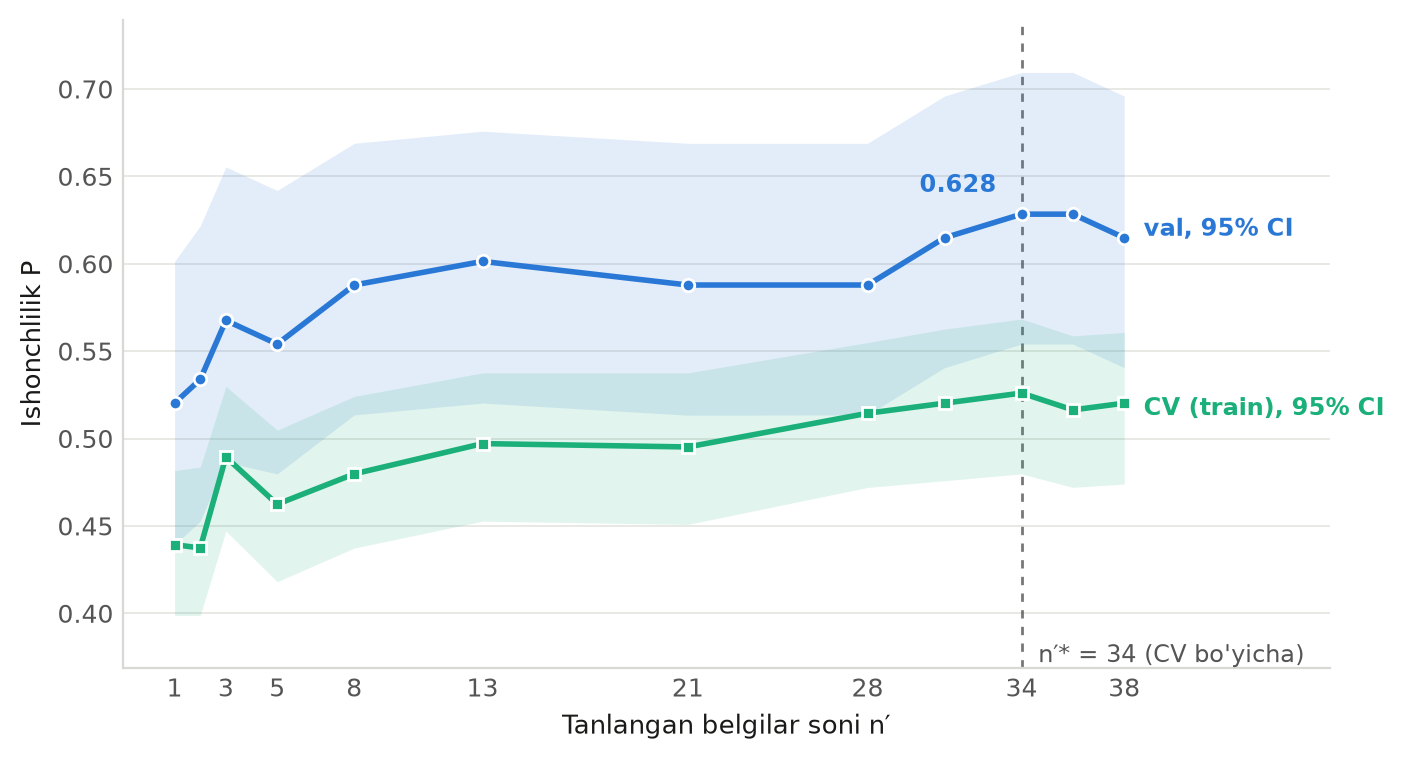 0.70
0.65
0.60
0.55
0.50
0.45
0.40
Ishonchlilik P
0.628
val, 95% CI
CV (train), 95% CI
n′* = 34 (CV bo'yicha)
1 3 5 8 13 21 28 34 38
Tanlangan belgilar soni n′